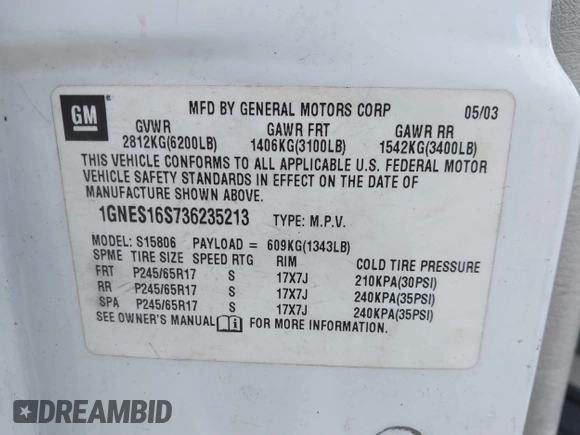 GM
MFD BY GENERAL MOTORS CORP 05/03
GVWR GAWR FRT GAWR RR
2812KG(6200LB) 1406KG(3100LB) 1542KG(3400LB)
THIS VEHICLE CONFORMS TO ALL APPLICABLE U.S. FEDERAL MOTOR
VEHICLE SAFETY STANDARDS IN EFFECT ON THE DATE OF
MANUFACTURE SHOWN ABOVE.
1GNES16S736235213 TYPE: M.P.V.
MODEL: S15806 PAYLOAD = 609KG(1343LB)
SPME TIRE SIZE SPEED RTG RIM COLD TIRE PRESSURE
FRT P245/65R17 S 17X7J 210KPA(30PSI)
RR P245/65R17 S 17X7J 240KPA(35PSI)
SPA P245/65R17 S 17X7J 240KPA(35PSI)
SEE OWNER'S MANUAL FOR MORE INFORMATION.
DREAMBID